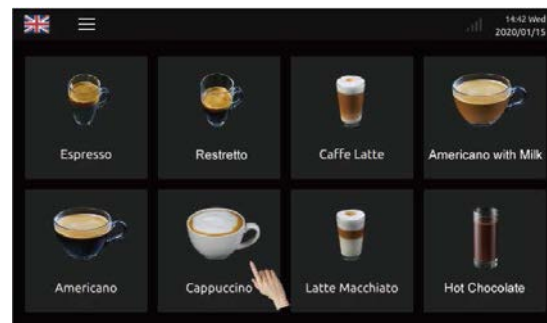 14:42 Wed
2020/01/15
Espresso
Restretto
Caffe Latte
Americano with Milk
Americano
Cappuccino
Latte Macchiato
Hot Chocolate